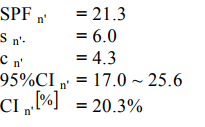 SPF n' = 21.3
s n'. = 6.0
c n' = 4.3
95%CI n' = 17.0 ~ 25.6
CI n'[%] = 20.3%